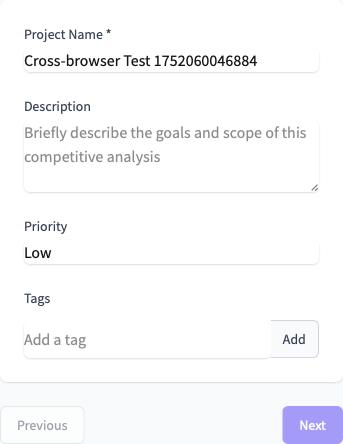 Project Name *
Cross-browser Test 1752060046884
Description
Briefly describe the goals and scope of this
competitive analysis
Priority
Low
Tags
Add a tag
Add
Previous
Next